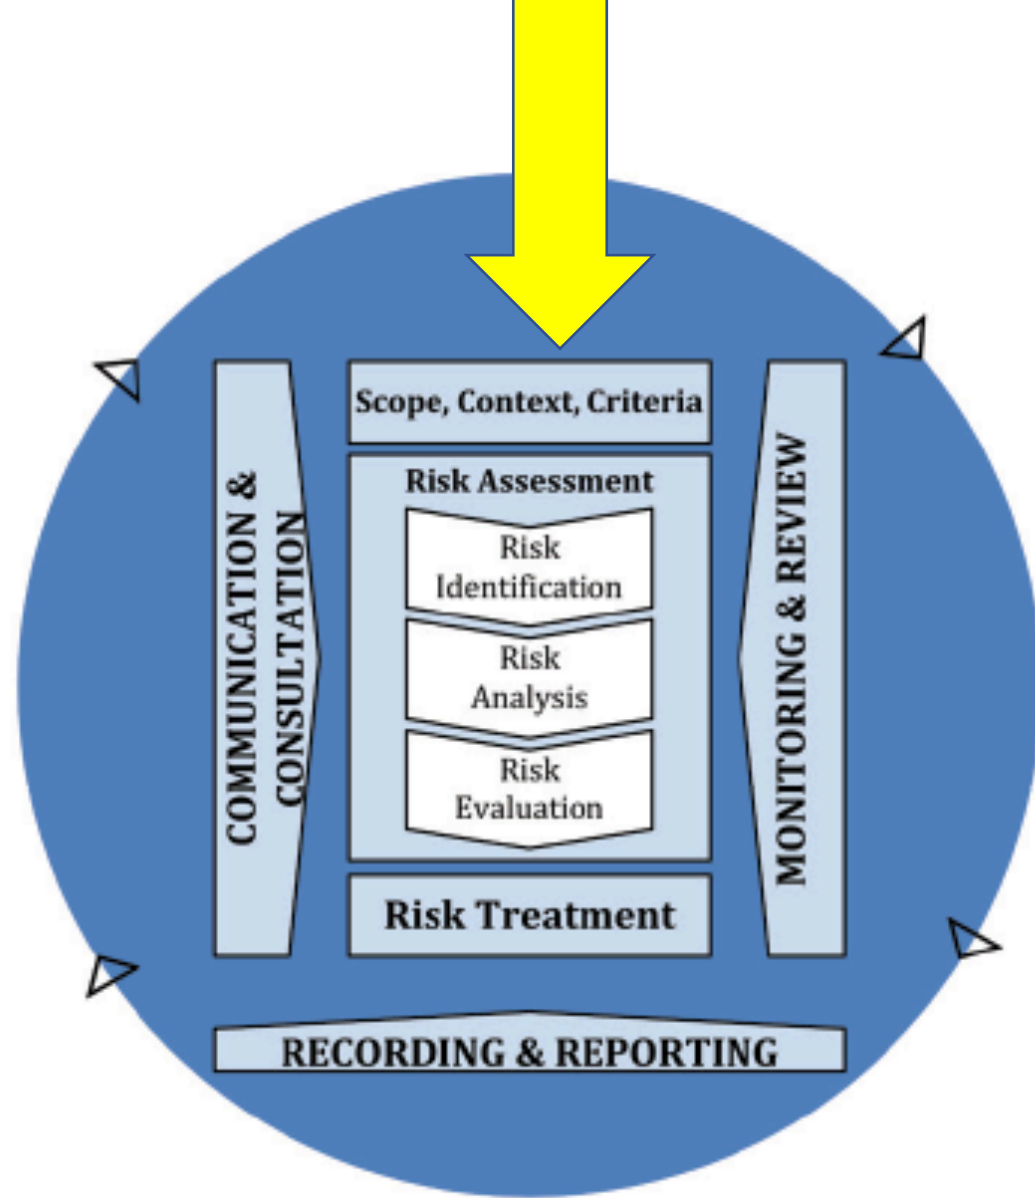 Scope, Context, Criteria
Risk Assessment
Risk
Identification
Risk
Analysis
Risk
Evaluation
Risk Treatment
COMMUNICATION &
CONSULTATION
MONITORING & REVIEW
RECORDING & REPORTING